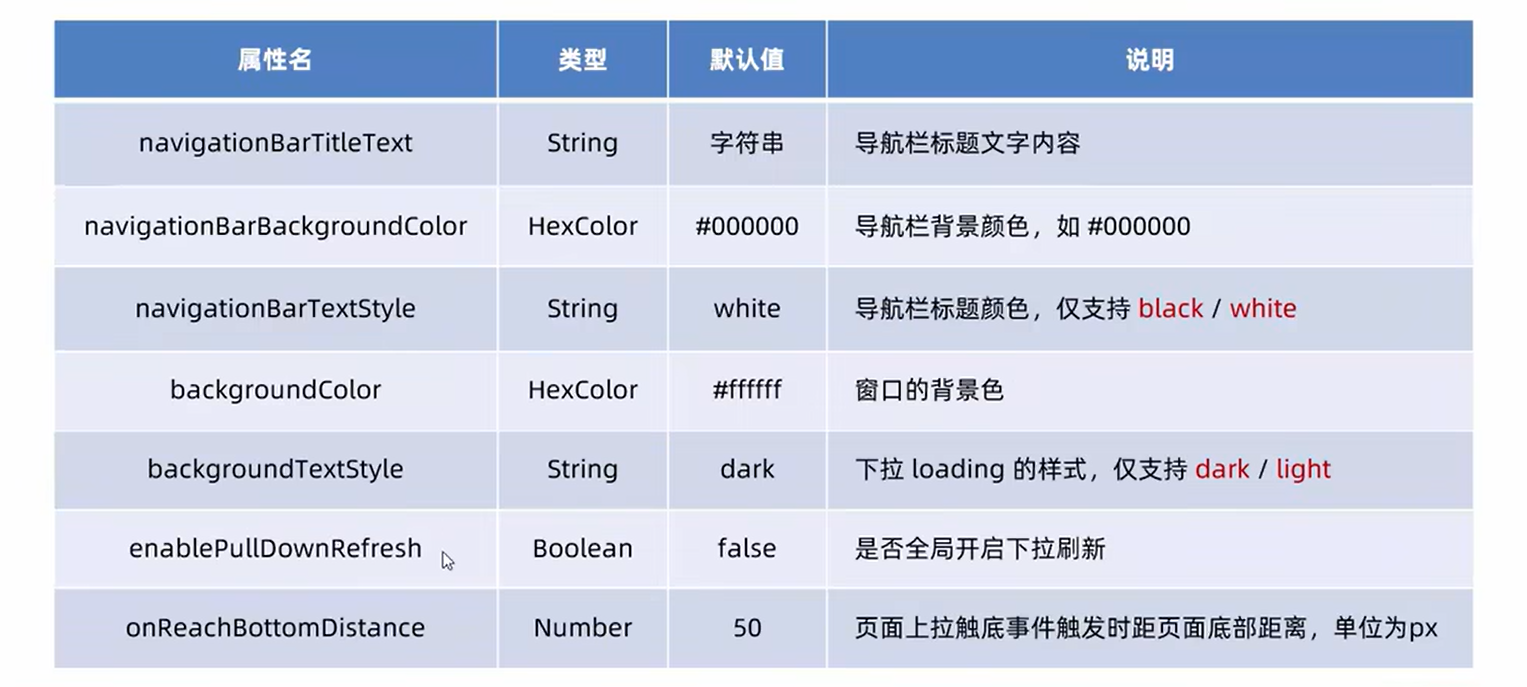 属性名 类型 默认值 说明
navigationBarTitleText String 字符串 导航栏标题文字内容
navigationBarBackgroundColor HexColor #000000 导航栏背景颜色，如 #000000
navigationBarTextStyle String white 导航栏标题颜色，仅支持 black / white
backgroundColor HexColor #ffffff 窗口的背景色
backgroundTextStyle String dark 下拉 loading 的样式，仅支持 dark / light
enablePullDownRefresh Boolean false 是否全局开启下拉刷新
onReachBottomDistance Number 50 页面上拉触底事件触发时距页面底部距离，单位为px